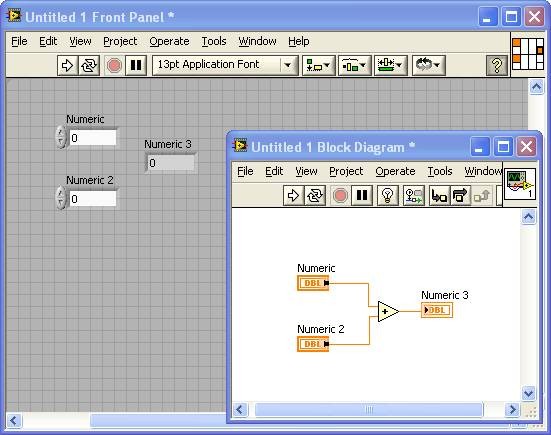 Untitled 1 Front Panel *
File Edit View Project Operate Tools Window Help
13pt Application Font
?
Numeric
0
Numeric 3
0
Numeric 2
0
Untitled 1 Block Diagram *
File Edit View Project Operate Tools Window
1
Numeric
DBL
Numeric 3
+
DBL
Numeric 2
DBL